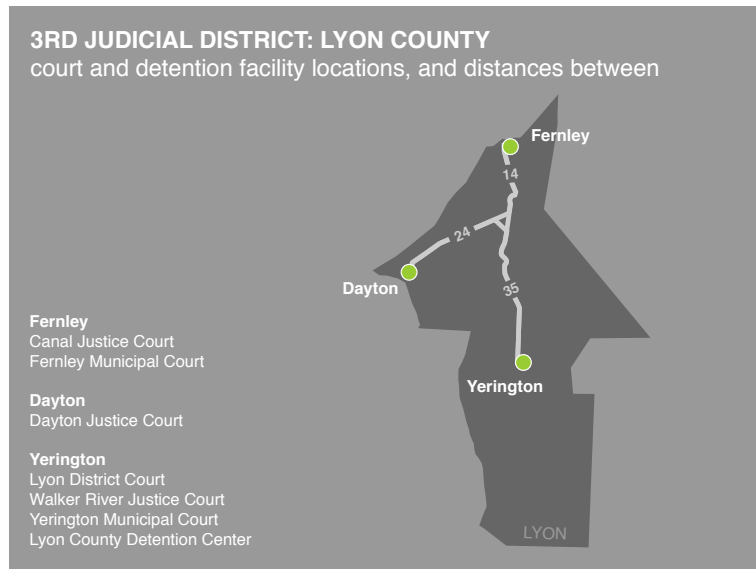 3RD JUDICIAL DISTRICT: LYON COUNTY
court and detention facility locations, and distances between
Fernley
14
24
Dayton
35
Yerington
Fernley
Canal Justice Court
Fernley Municipal Court
Dayton
Dayton Justice Court
Yerington
Lyon District Court
Walker River Justice Court
Yerington Municipal Court
Lyon County Detention Center
LYON